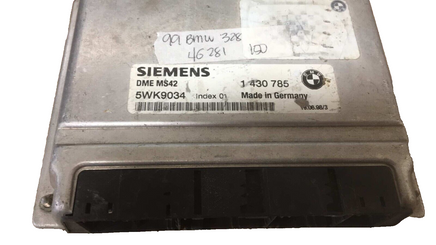 99 BMW 328
46281 150
SIEMENS
DME MS42 1 430 785
5WK9034 Index 01 Made in Germany